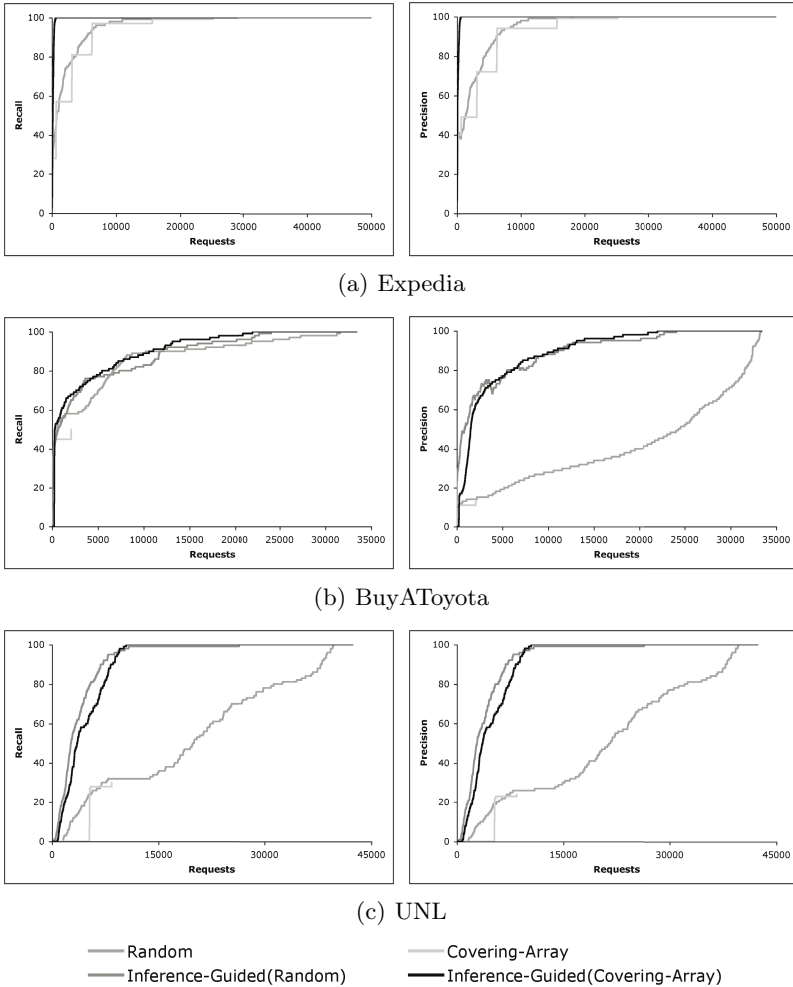 100
80
60
40
20
0
Recall
0 10000 20000 30000 40000 50000
Requests
100
80
60
40
20
0
Precision
0 10000 20000 30000 40000 50000
Requests
(a) Expedia
100
80
60
40
20
0
Recall
0 5000 10000 15000 20000 25000 30000 35000
Requests
100
80
60
40
20
0
Precision
0 5000 10000 15000 20000 25000 30000 35000
Requests
(b) BuyAToyota
100
80
60
40
20
0
Recall
0 15000 30000 45000
Requests
100
80
60
40
20
0
Precision
0 15000 30000 45000
Requests
(c) UNL
Random Covering-Array
Inference-Guided(Random) Inference-Guided(Covering-Array)